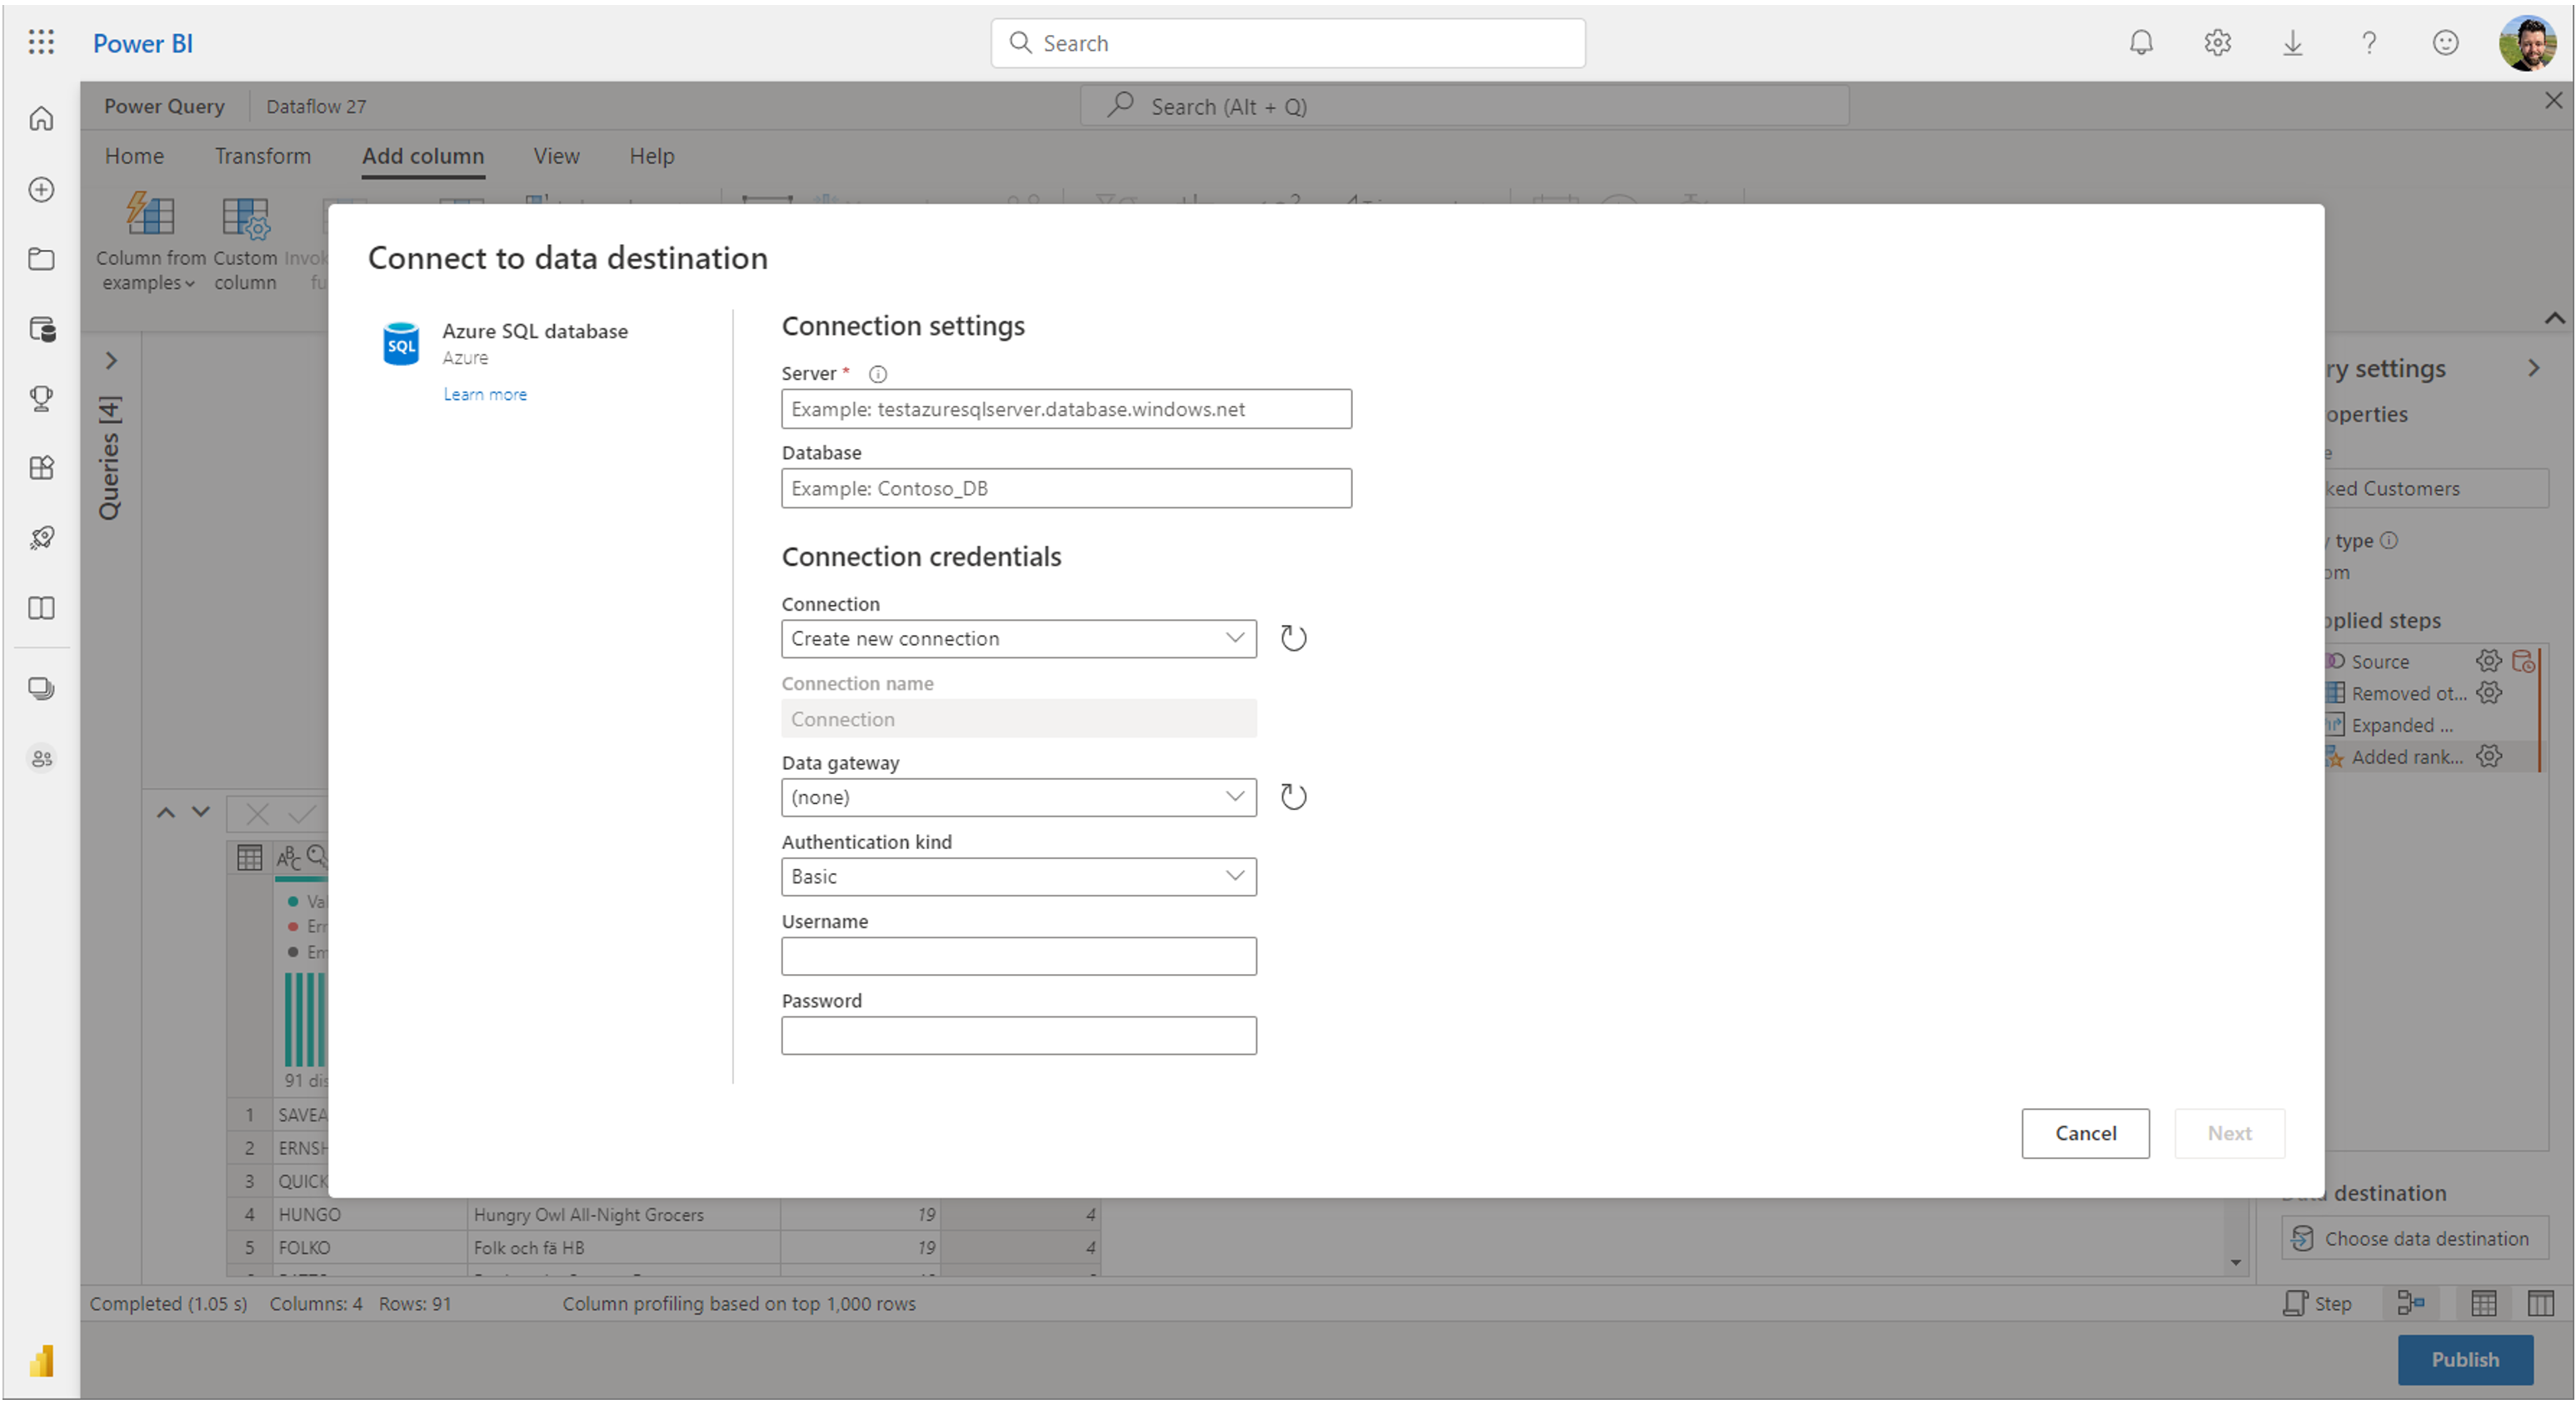 Power BI
Search
Power Query
Dataflow 27
Search (Alt + Q)
Home
Transform
Add column
View
Help
Column from
examples
Custom
column
Connect to data destination
SQL
Azure SQL database
Azure
Learn more
Connection settings
Server *
Example: testazuresqlserver.database.windows.net
Database
Example: Contoso_DB
Connection credentials
Connection
Create new connection
Connection name
Connection
Data gateway
(none)
Authentication kind
Basic
Username
Password
Cancel
Next
Queries [4]
ry settings
operties
ked Customers
type
om
plied steps
Source
Removed ot...
Expanded ...
Added rank...
ABC
Va
Err
Em
91 dis
1 SAVEA
2 ERNSH
3 QUICK
4 HUNGO Hungry Owl All-Night Grocers 19 4
5 FOLKO Folk och fä HB 19 4
destination
Choose data destination
Completed (1.05 s) Columns: 4 Rows: 91 Column profiling based on top 1,000 rows
Step
Publish